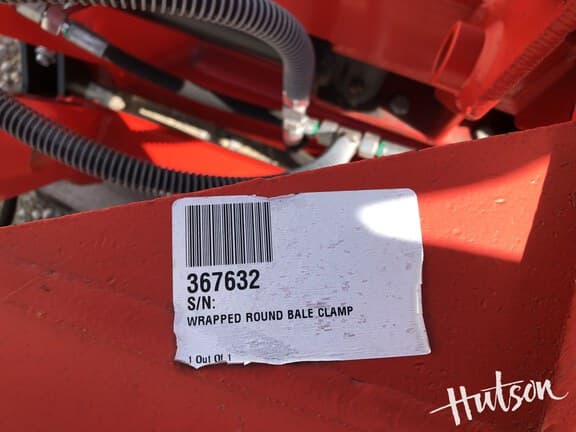 367632
S/N:
WRAPPED ROUND BALE CLAMP
1 Out Of 1
Hutson